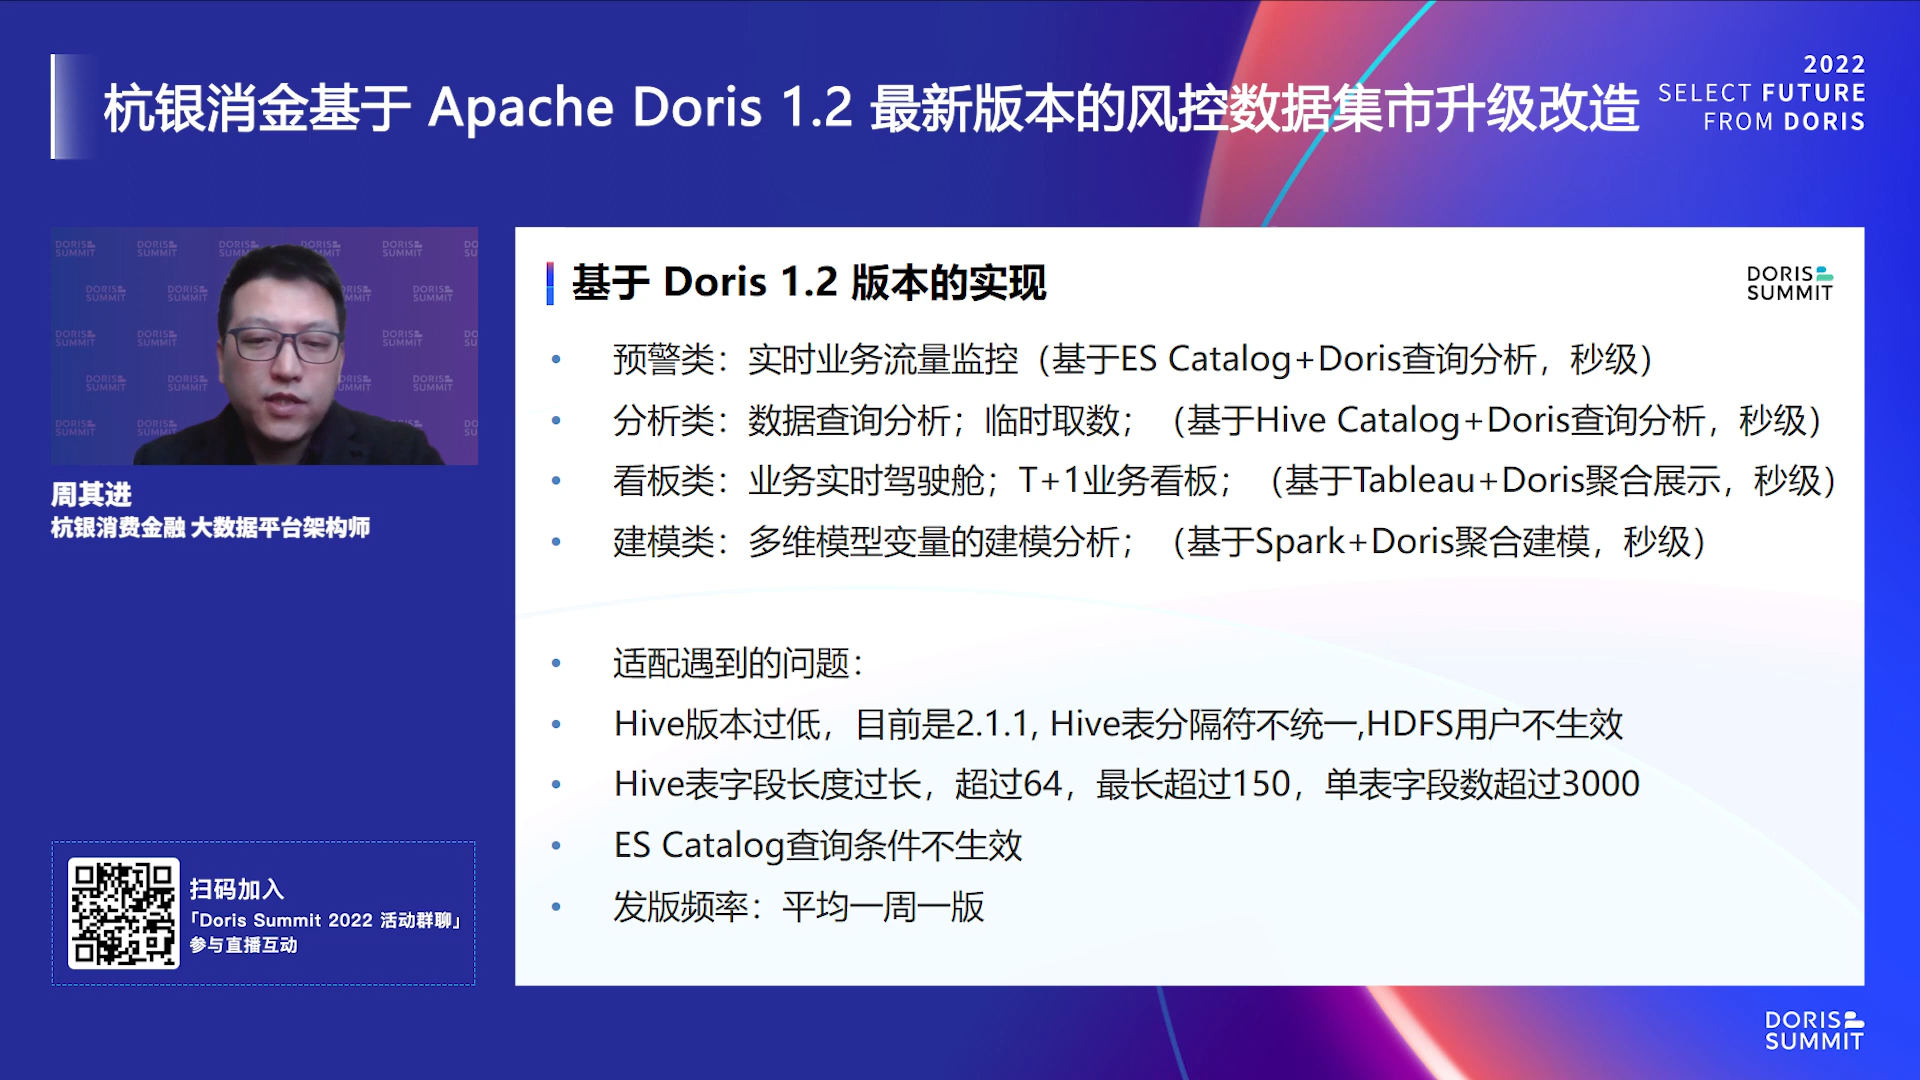 杭银消金基于 Apache Doris 1.2 最新版本的风控数据集市升级改造
2022
SELECT FUTURE
FROM DORIS
周其进
杭银消费金融 大数据平台架构师
扫码加入
「Doris Summit 2022 活动群聊」
参与直播互动
基于 Doris 1.2 版本的实现
DORIS
SUMMIT
• 预警类：实时业务流量监控（基于ES Catalog+Doris查询分析，秒级）
• 分析类：数据查询分析；临时取数；（基于Hive Catalog+Doris查询分析，秒级）
• 看板类：业务实时驾驶舱；T+1业务看板；（基于Tableau+Doris聚合展示，秒级）
• 建模类：多维模型变量的建模分析；（基于Spark+Doris聚合建模，秒级）
• 适配遇到的问题：
• Hive版本过低，目前是2.1.1, Hive表分隔符不统一,HDFS用户不生效
• Hive表字段长度过长，超过64，最长超过150，单表字段数超过3000
• ES Catalog查询条件不生效
• 发版频率：平均一周一版
DORIS
SUMMIT